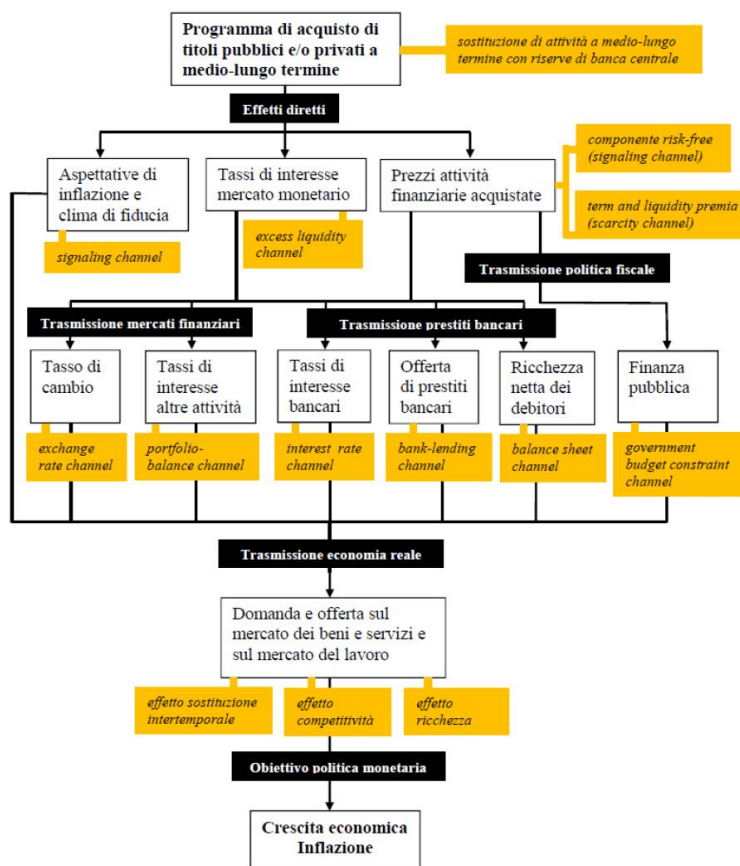 Programma di acquisto di
titoli pubblici e/o privati a
medio-lungo termine
sostituzione di attività a medio-lungo
termine con riserve di banca centrale
Effetti diretti
Aspettative di
inflazione e
clima di fiducia
signaling channel
Tassi di interesse
mercato monetario
excess liquidity
channel
Prezzi attività
finanziarie acquistate
componente risk-free
(signaling channel)
term and liquidity premia
(scarcity channel)
Trasmissione politica fiscale
Trasmissione mercati finanziari
Trasmissione prestiti bancari
Tasso di
cambio
exchange
rate channel
Tassi di
interesse
altre attività
portfolio-
balance channel
Tassi di
interesse
bancari
interest rate
channel
Offerta
di prestiti
bancari
bank-lending
channel
Ricchezza
netta dei
debitori
balance sheet
channel
Finanza
pubblica
government
budget constraint
channel
Trasmissione economia reale
Domanda e offerta sul
mercato dei beni e servizi e
sul mercato del lavoro
effetto sostituzione
intertemporale
effetto
competitività
effetto
ricchezza
Obiettivo politica monetaria
Crescita economica
Inflazione